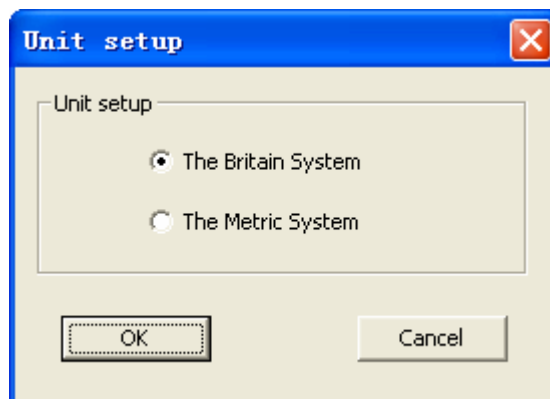 Unit setup
Unit setup
The Britain System
The Metric System
OK
Cancel